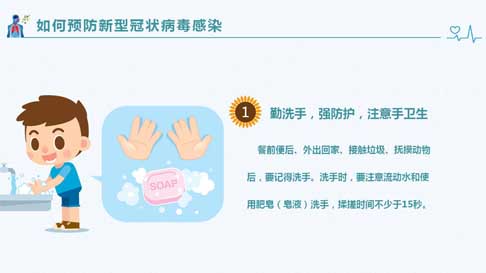 如何预防新型冠状病毒感染
1
勤洗手，强防护，注意手卫生
餐前便后、外出回家、接触垃圾、抚摸动物
后，要记得洗手。洗手时，要注意流动水和使
用肥皂（皂液）洗手，揉搓时间不少于15秒。
SOAP